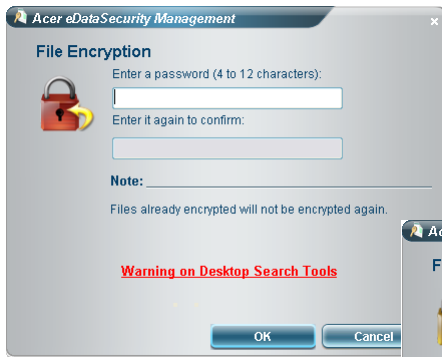 Acer eDataSecurity Management
File Encryption
Enter a password (4 to 12 characters):
Enter it again to confirm:
Note:
Files already encrypted will not be encrypted again.
Warning on Desktop Search Tools
OK
Cancel